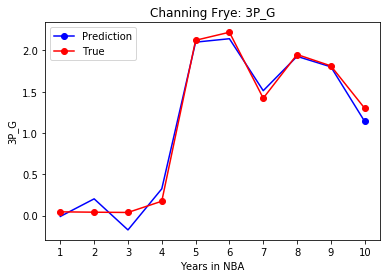 Channing Frye: 3P_G
Prediction
True
2.0
1.5
1.0
0.5
0.0
3P_G
1 2 3 4 5 6 7 8 9 10
Years in NBA